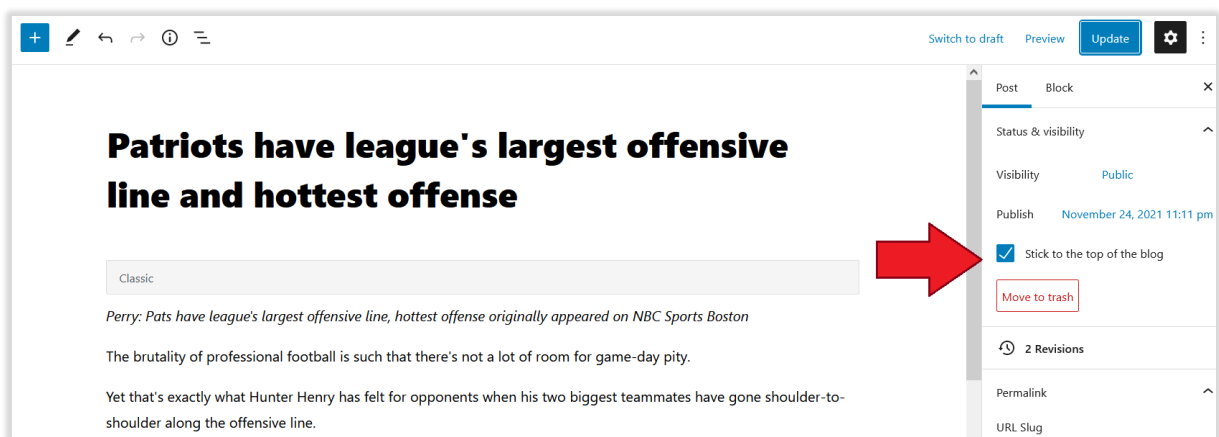 Switch to draft Preview Update
Post Block
Patriots have league's largest offensive
line and hottest offense
Classic
Perry: Pats have league's largest offensive line, hottest offense originally appeared on NBC Sports Boston
The brutality of professional football is such that there's not a lot of room for game-day pity.
Yet that's exactly what Hunter Henry has felt for opponents when his two biggest teammates have gone shoulder-to-
shoulder along the offensive line.
Status & visibility
Visibility Public
Publish November 24, 2021 11:11 pm
Stick to the top of the blog
Move to trash
2 Revisions
Permalink
URL Slug